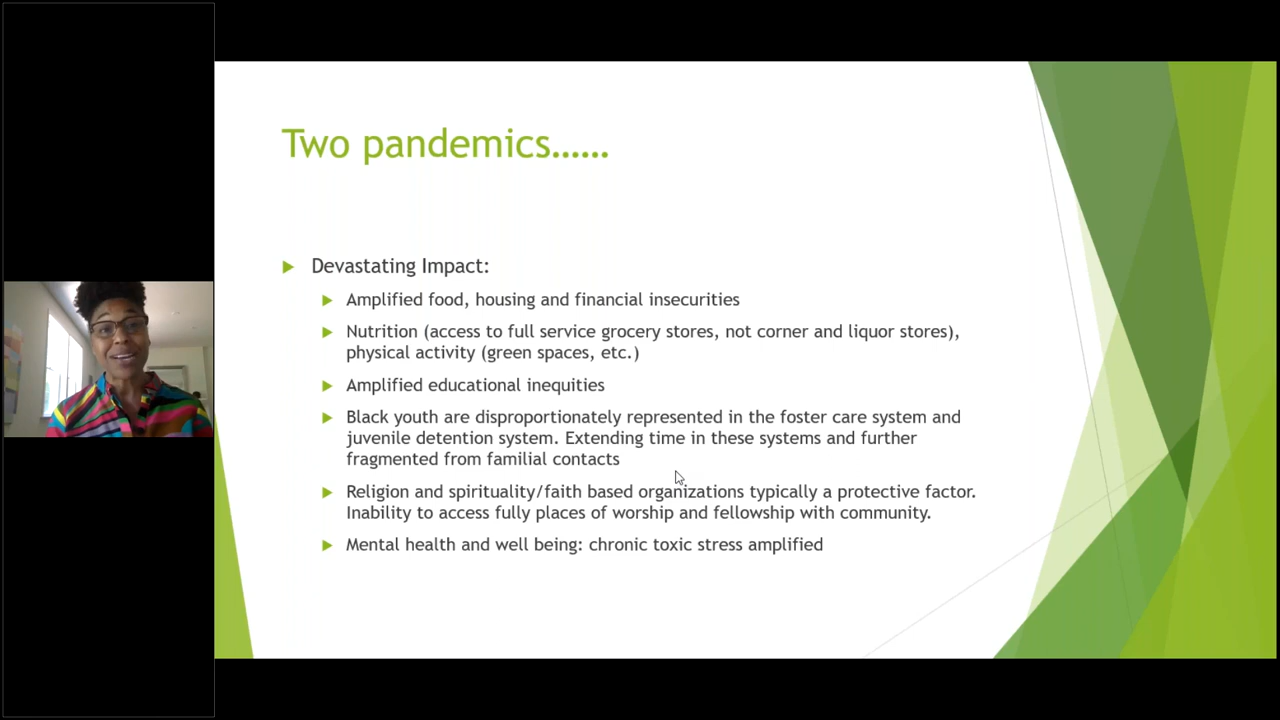 Two pandemics......
Devastating Impact:
Amplified food, housing and financial insecurities
Nutrition (access to full service grocery stores, not corner and liquor stores),
physical activity (green spaces, etc.)
Amplified educational inequities
Black youth are disproportionately represented in the foster care system and
juvenile detention system. Extending time in these systems and further
fragmented from familial contacts
Religion and spirituality/faith based organizations typically a protective factor.
Inability to access fully places of worship and fellowship with community.
Mental health and well being: chronic toxic stress amplified